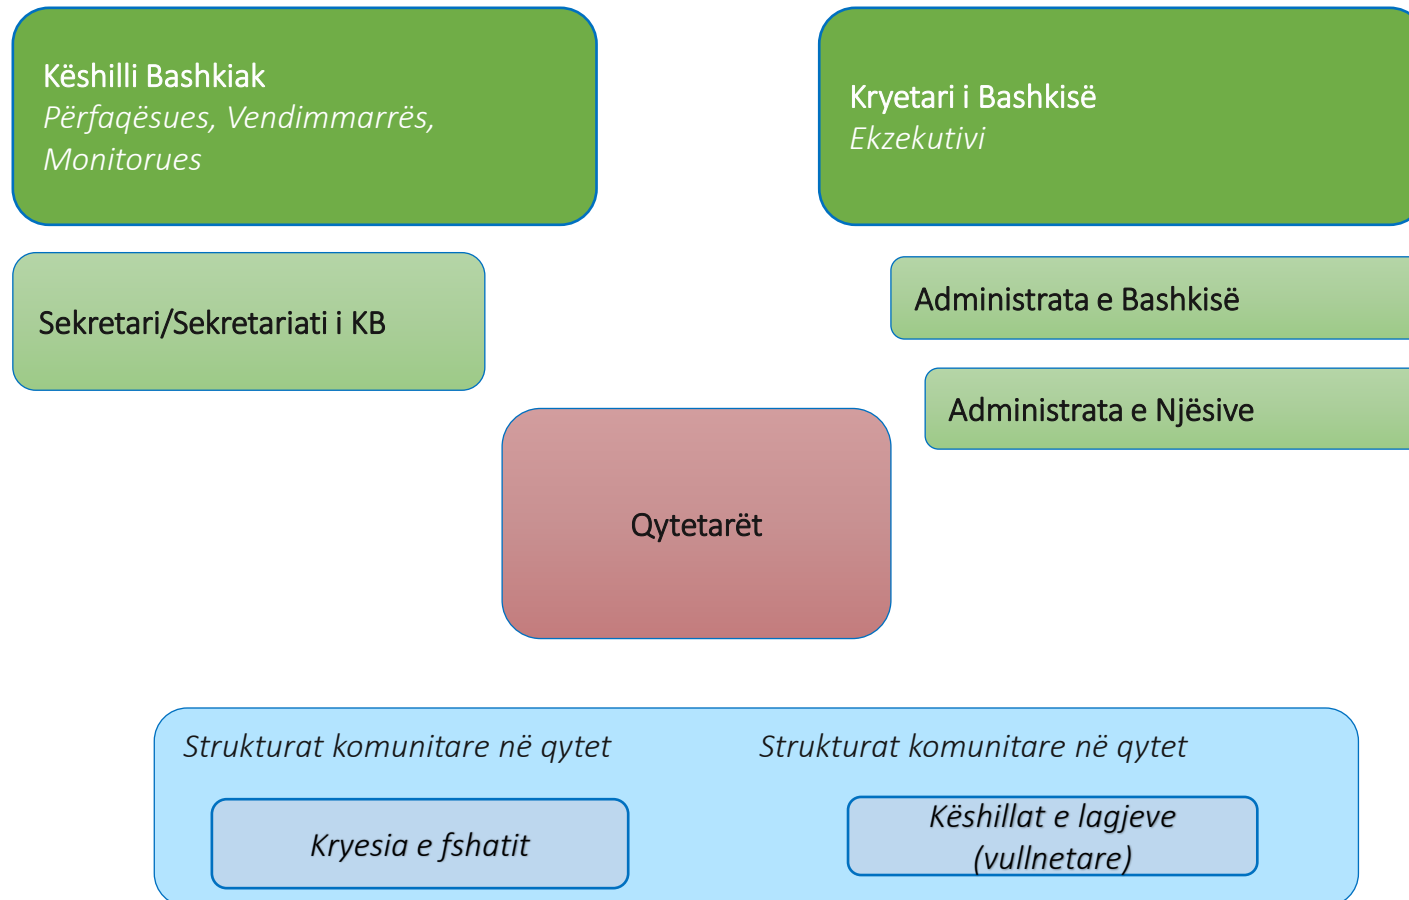 Këshilli Bashkiak
Përfaqësues, Vendimmarrës,
Monitorues
Kryetari i Bashkisë
Ekzekutivi
Sekretari/Sekretariati i KB
Administrata e Bashkisë
Administrata e Njësive
Qytetarët
Strukturat komunitare në qytet
Strukturat komunitare në qytet
Kryesia e fshatit
Këshillat e lagjeve
(vullnetare)